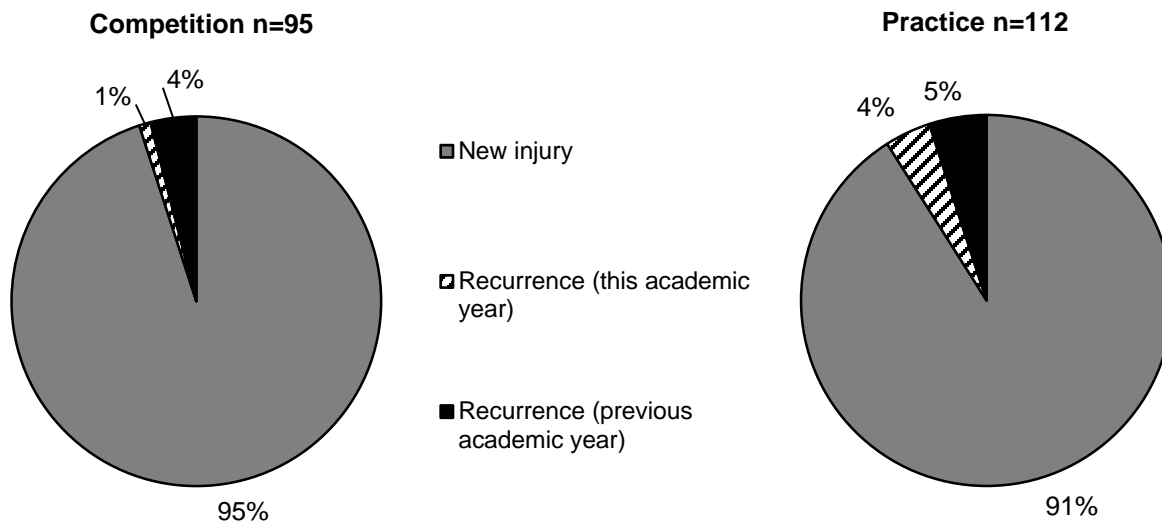 Competition n=95
1%
4%
95%
New injury
Recurrence (this academic
year)
Recurrence (previous
academic year)
Practice n=112
4%
5%
91%